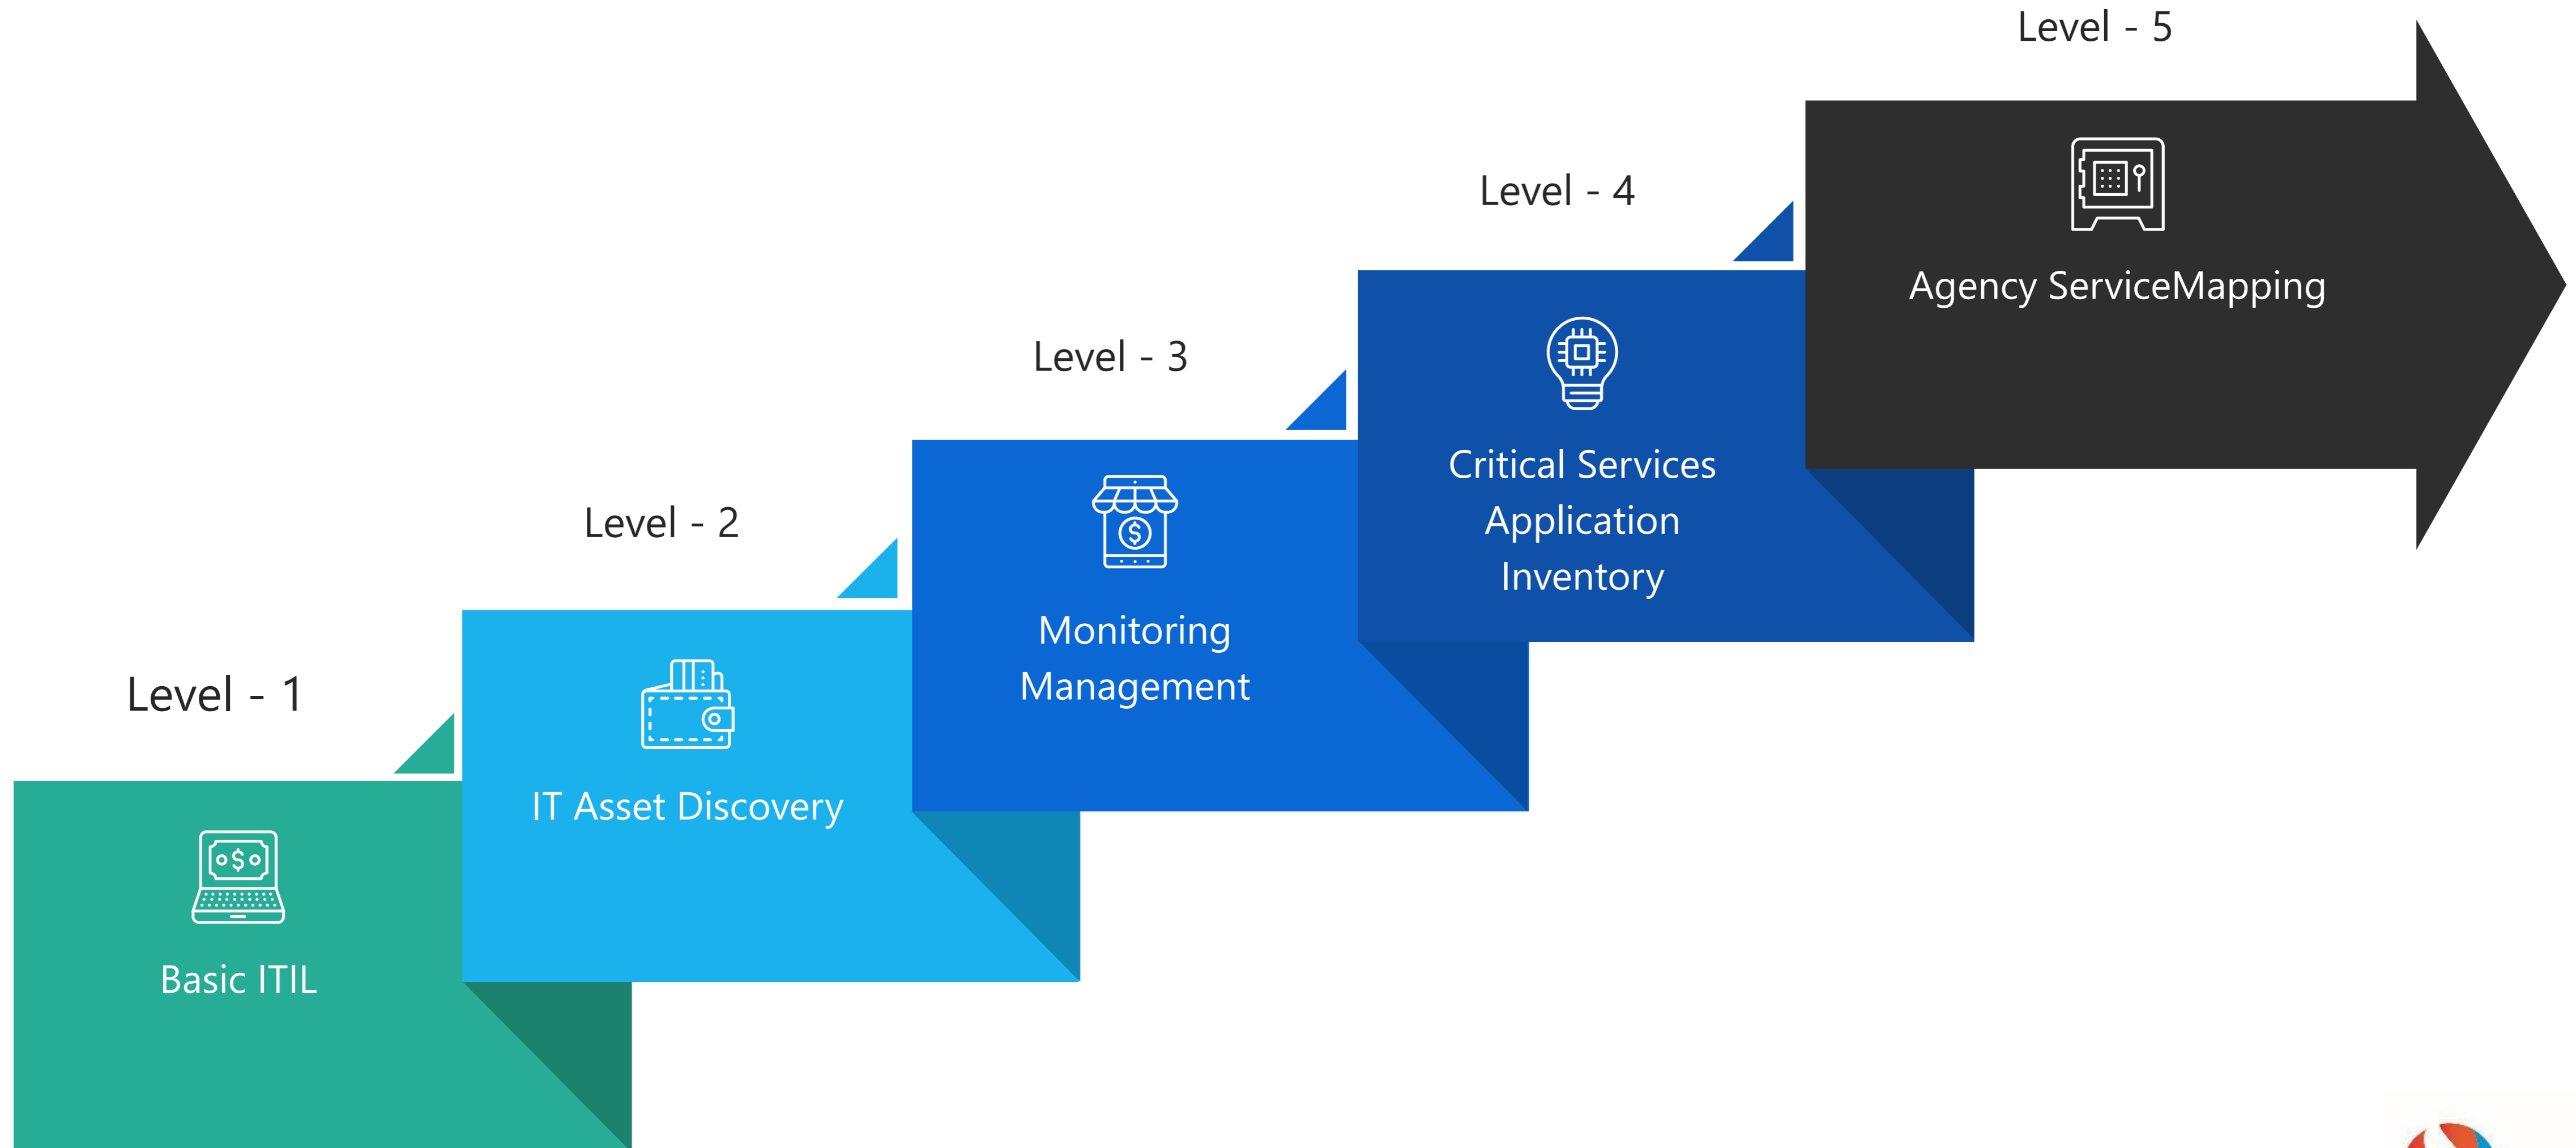 Level - 1
Basic ITIL
Level - 2
IT Asset Discovery
Level - 3
Monitoring
Management
Level - 4
Critical Services
Application
Inventory
Level - 5
Agency ServiceMapping